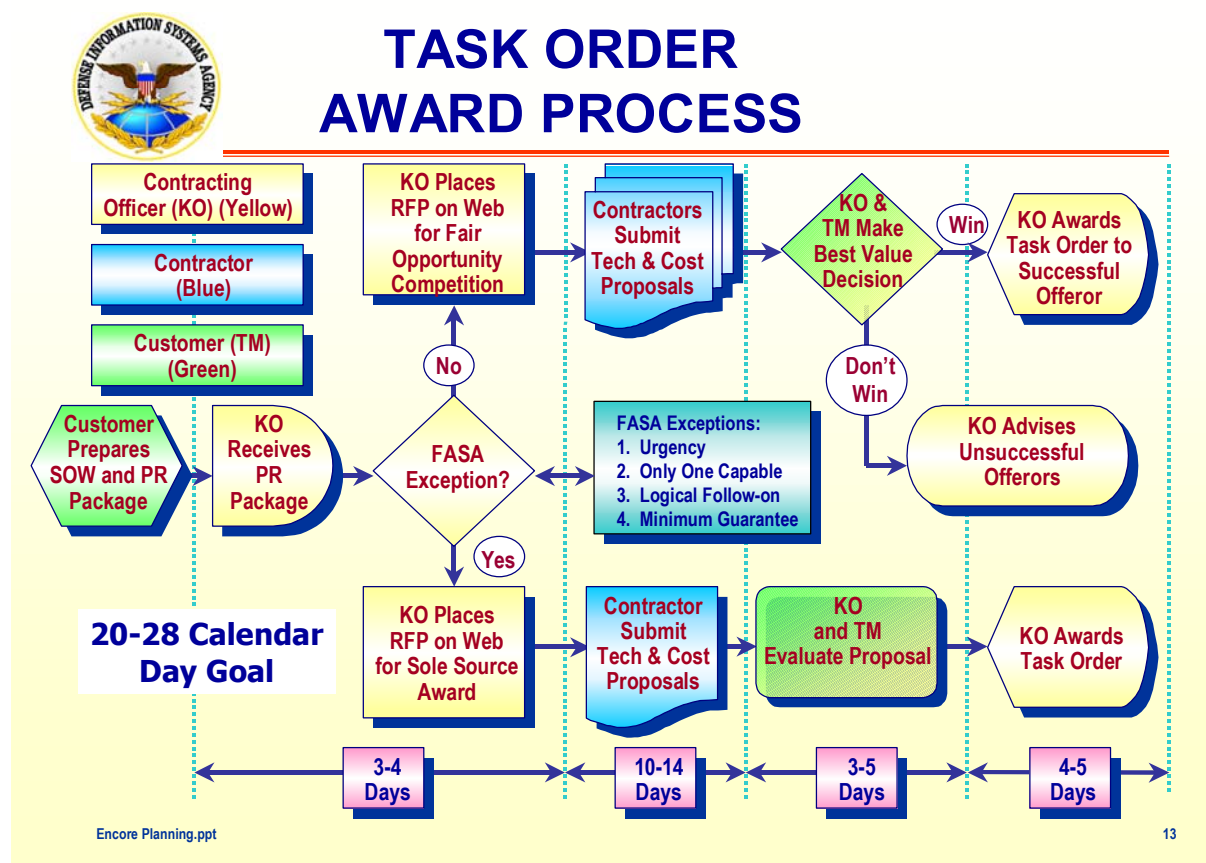 DEFENSE INFORMATION SYSTEMS AGENCY
TASK ORDER
AWARD PROCESS
Contracting
Officer (KO) (Yellow)
Contractor
(Blue)
Customer (TM)
(Green)
KO Places
RFP on Web
for Fair
Opportunity
Competition
Contractors
Submit
Tech & Cost
Proposals
KO &
TM Make
Best Value
Decision
Win
KO Awards
Task Order to
Successful
Offeror
No
Don't
Win
Customer
Prepares
SOW and PR
Package
KO
Receives
PR
Package
FASA
Exception?
FASA Exceptions:
1. Urgency
2. Only One Capable
3. Logical Follow-on
4. Minimum Guarantee
KO Advises
Unsuccessful
Offerors
Yes
20-28 Calendar
Day Goal
KO Places
RFP on Web
for Sole Source
Award
Contractor
Submit
Tech & Cost
Proposals
KO
and TM
Evaluate Proposal
KO Awards
Task Order
3-4
Days
10-14
Days
3-5
Days
4-5
Days
Encore Planning.ppt
13